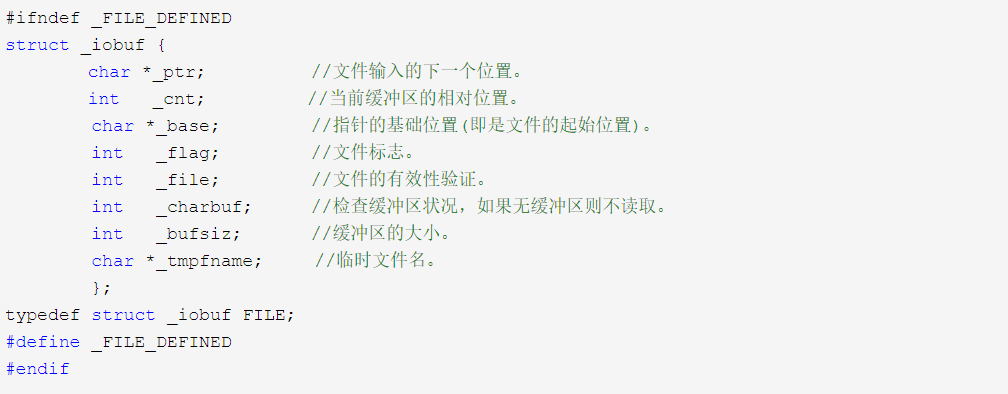 #ifndef _FILE_DEFINED
struct _iobuf {
        char *_ptr;          //文件输入的下一个位置。
        int   _cnt;          //当前缓冲区的相对位置。
        char *_base;         //指针的基础位置(即是文件的起始位置)。
        int   _flag;         //文件标志。
        int   _file;         //文件的有效性验证。
        int   _charbuf;      //检查缓冲区状况，如果无缓冲区则不读取。
        int   _bufsiz;       //缓冲区的大小。
        char *_tmpfname;     //临时文件名。
        };
typedef struct _iobuf FILE;
#define _FILE_DEFINED
#endif